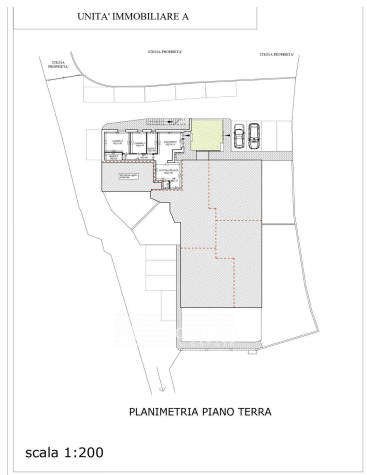 UNITA' IMMOBILIARE A
STESSA PROPRIETA'
STESSA PROPRIETA'
STESSA
PROPRIETA'
PLANIMETRIA PIANO TERRA
scala 1:200